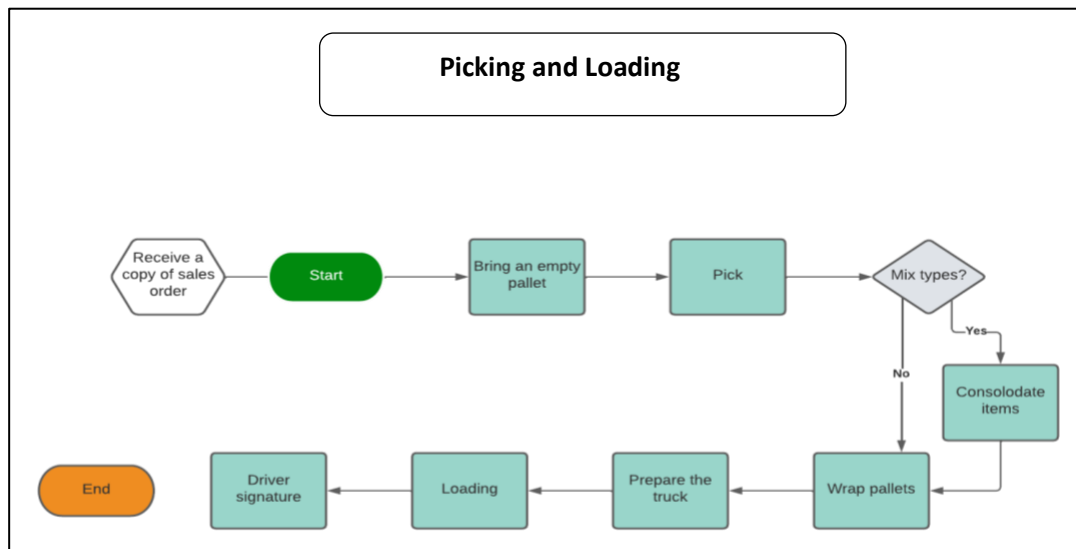 Picking and Loading
Receive a
copy of sales
order
Start
Bring an empty
pallet
Pick
Mix types?
Yes
No
Consolodate
items
End
Driver
signature
Loading
Prepare the
truck
Wrap pallets